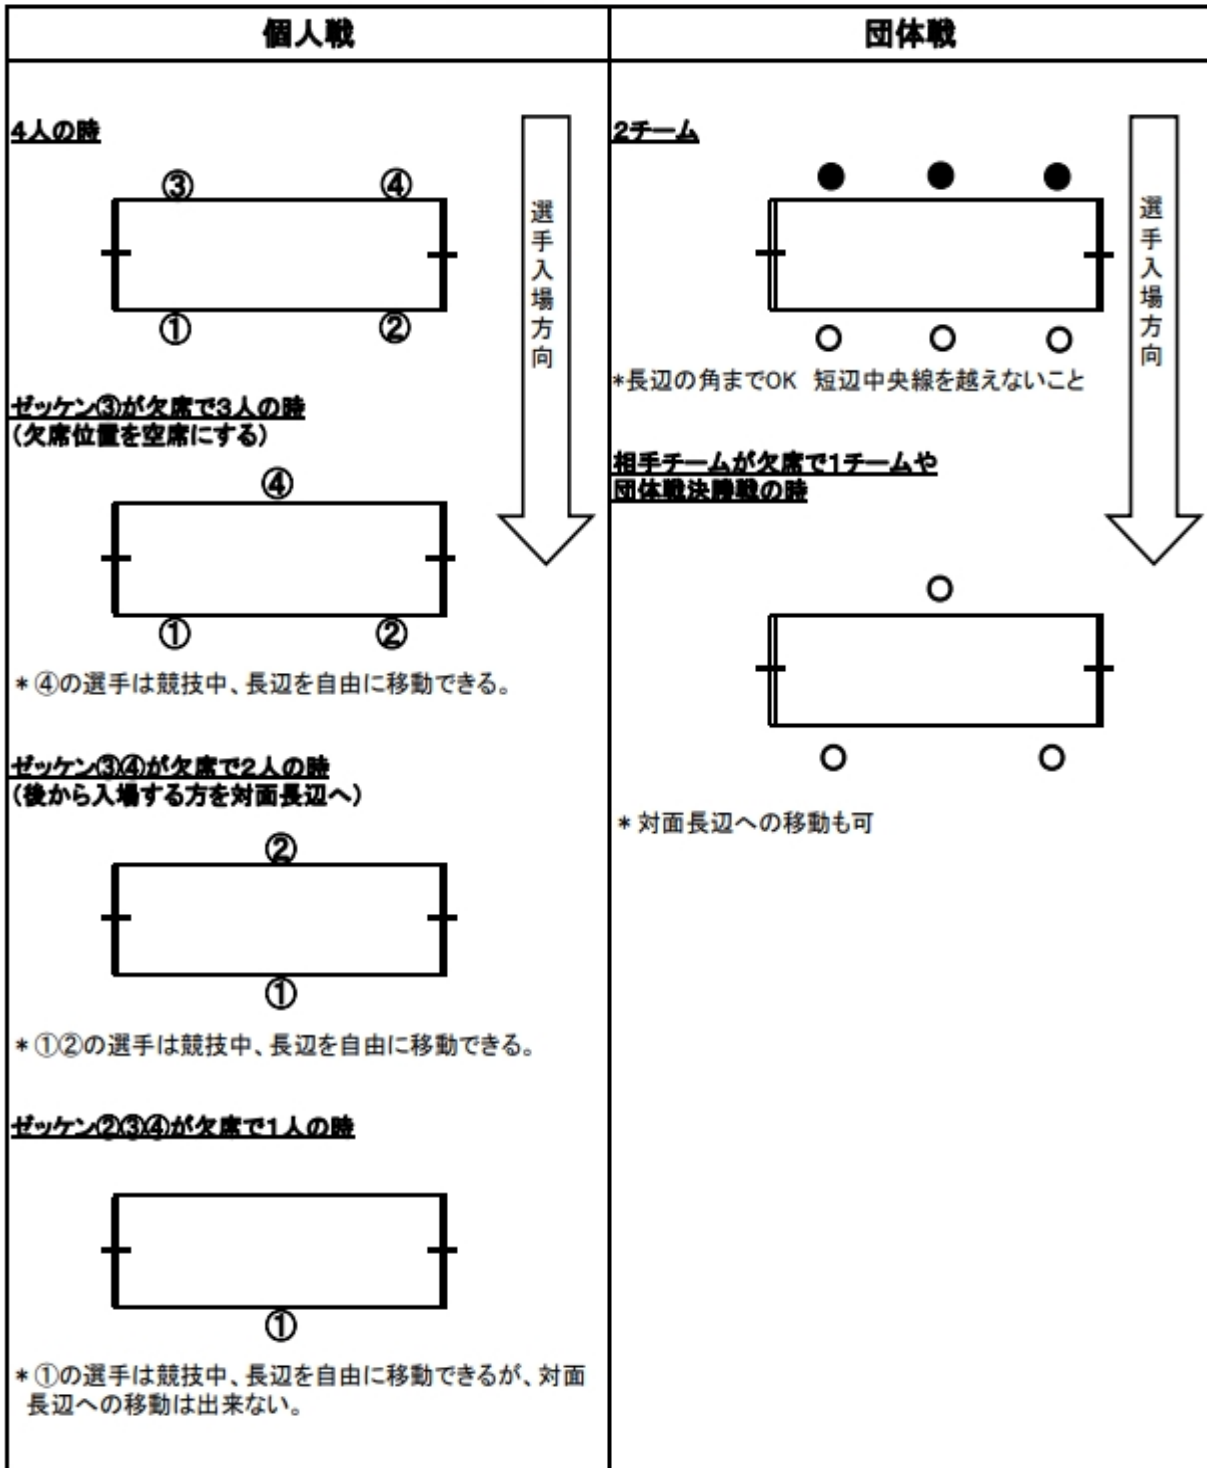 個人戦
4人の時
③ ④
① ②
ゼッケン③が欠席で3人の時
(欠席位置を空席にする)
④
① ②
＊④の選手は競技中、長辺を自由に移動できる。
ゼッケン③④が欠席で2人の時
(後から入場する方を対面長辺へ)
②
①
＊①②の選手は競技中、長辺を自由に移動できる。
ゼッケン②③④が欠席で1人の時
①
＊①の選手は競技中、長辺を自由に移動できるが、対面
長辺への移動は出来ない。
選手入場方向
団体戦
2チーム
＊長辺の角までOK 短辺中央線を越えないこと
相手チームが欠席で1チームや
団体戦決勝戦の時
＊対面長辺への移動も可
選手入場方向